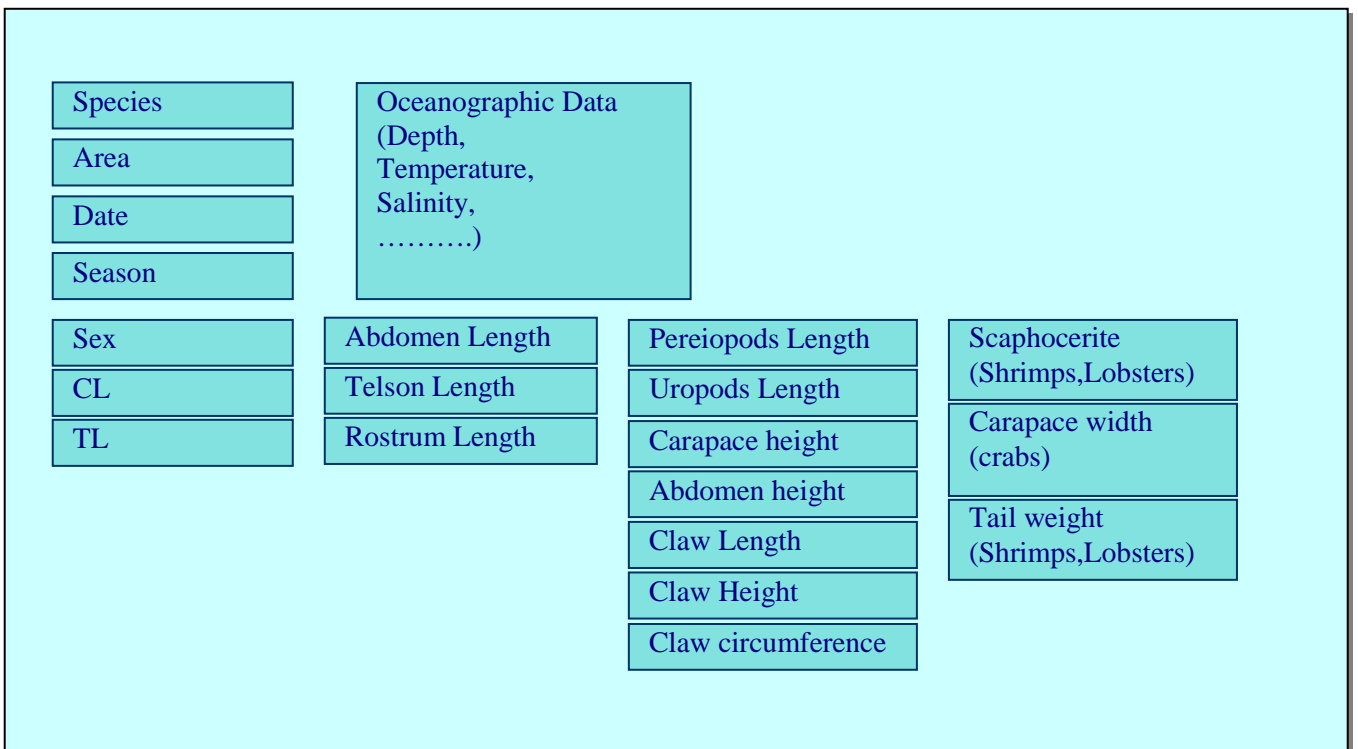 Species
Area
Date
Season
Oceanographic Data
(Depth,
Temperature,
Salinity,
……….)
Sex
CL
TL
Abdomen Length
Telson Length
Rostrum Length
Pereiopods Length
Uropods Length
Carapace height
Abdomen height
Claw Length
Claw Height
Claw circumference
Scaphocerite
(Shrimps,Lobsters)
Carapace width
(crabs)
Tail weight
(Shrimps,Lobsters)